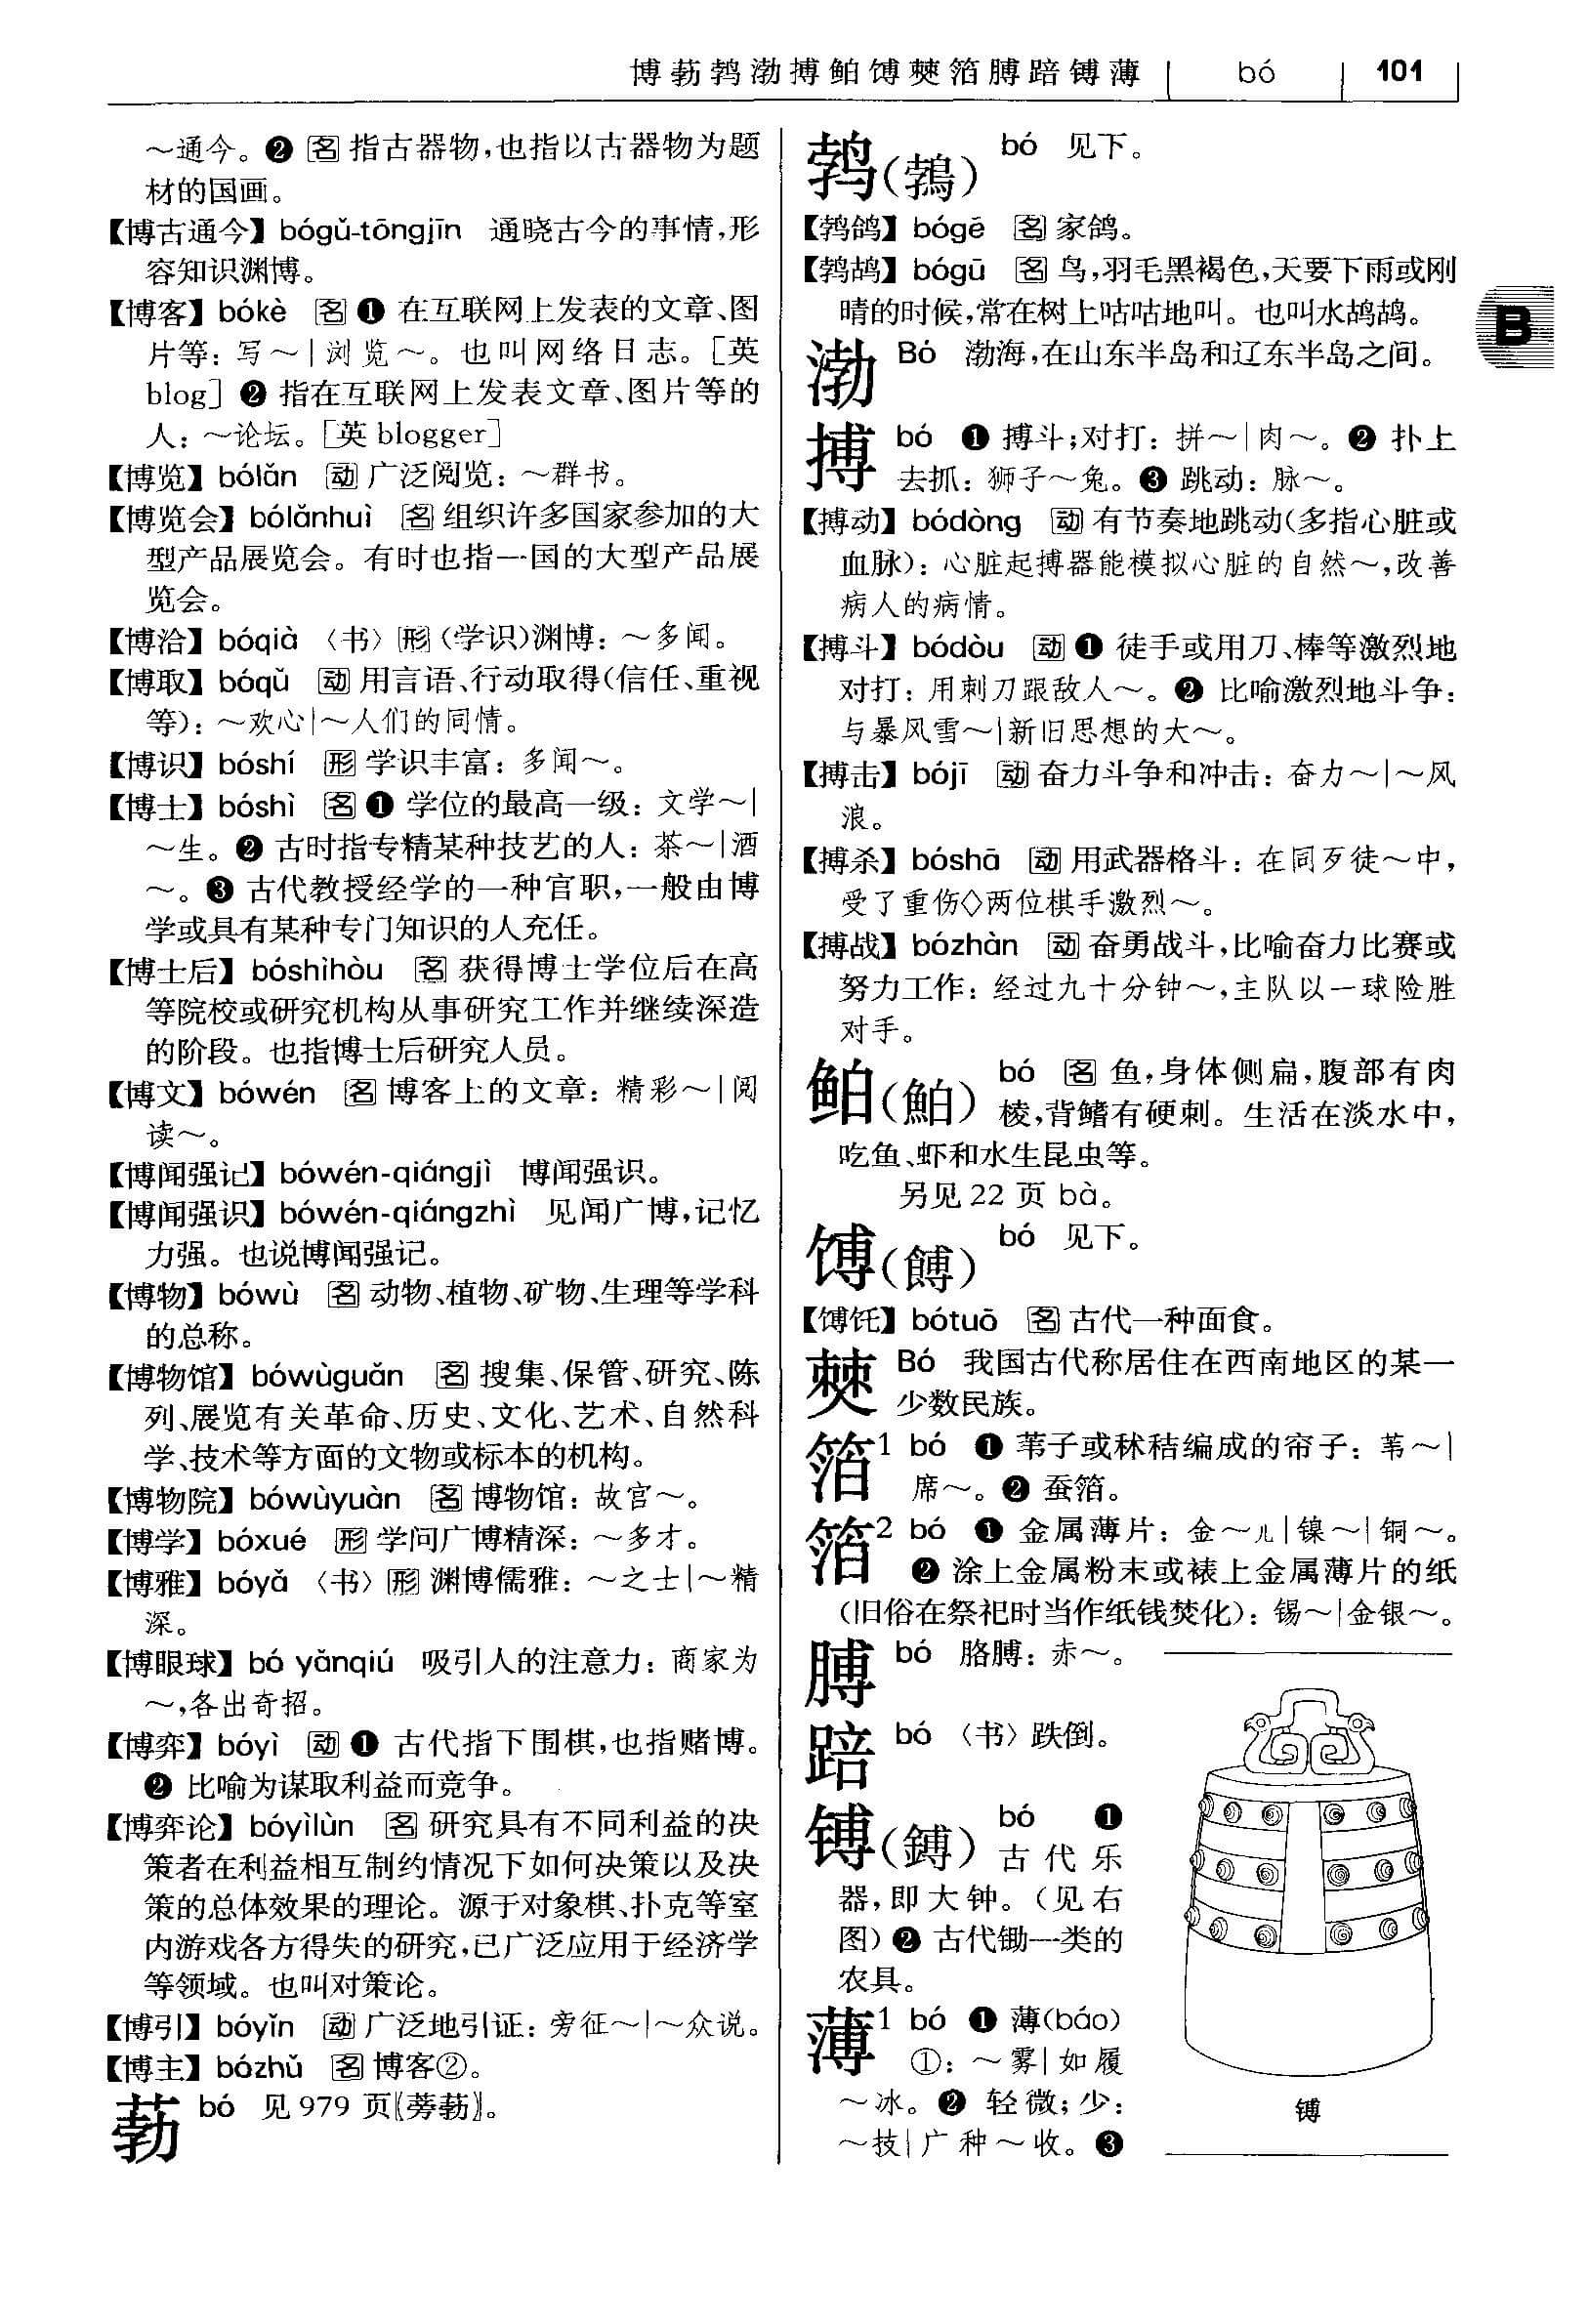 博葧鹁渤搏鲌馎僰箔膊踣镈薄 bó 101
～通今。❷ 名 指古器物,也指以古器物为题
材的国画。
【博古通今】bógǔ-tōngjīn 通晓古今的事情,形
容知识渊博。
【博客】bókè 名 ❶ 在互联网上发表的文章、图
片等：写～|浏览～。也叫网络日志。[英
blog] ❷ 指在互联网上发表文章、图片等的
人：～论坛。[英 blogger]
【博览】bólǎn 动 广泛阅览：～群书。
【博览会】bólǎnhuì 名 组织许多国家参加的大
型产品展览会。有时也指一国的大型产品展
览会。
【博洽】bóqià 〈书〉形 (学识)渊博：～多闻。
【博取】bóqǔ 动 用言语、行动取得(信任、重视
等)：～欢心|～人们的同情。
【博识】bóshí 形 学识丰富：多闻～。
【博士】bóshì 名 ❶ 学位的最高一级：文学～|
～生。❷ 古时指专精某种技艺的人：茶～|酒
～。❸ 古代教授经学的一种官职,一般由博
学或具有某种专门知识的人充任。
【博士后】bóshìhòu 名 获得博士学位后在高
等院校或研究机构从事研究工作并继续深造
的阶段。也指博士后研究人员。
【博文】bówén 名 博客上的文章：精彩～|阅
读～。
【博闻强记】bówén-qiángjì 博闻强识。
【博闻强识】bówén-qiángzhì 见闻广博,记忆
力强。也说博闻强记。
【博物】bówù 名 动物、植物、矿物、生理等学科
的总称。
【博物馆】bówùguǎn 名 搜集、保管、研究、陈
列、展览有关革命、历史、文化、艺术、自然科
学、技术等方面的文物或标本的机构。
【博物院】bówùyuàn 名 博物馆：故宫～。
【博学】bóxué 形 学问广博精深：～多才。
【博雅】bóyǎ 〈书〉形 渊博儒雅：～之士|～精
深。
【博眼球】bó yǎnqiú 吸引人的注意力：商家为
～,各出奇招。
【博弈】bóyì 动 ❶ 古代指下围棋,也指赌博。
❷ 比喻为谋取利益而竞争。
【博弈论】bóyìlùn 名 研究具有不同利益的决
策者在利益相互制约情况下如何决策以及决
策的总体效果的理论。源于对象棋、扑克等室
内游戏各方得失的研究,已广泛应用于经济学
等领域。也叫对策论。
【博引】bóyǐn 动 广泛地引证：旁征～|～众说。
【博主】bózhǔ 名 博客②。
葧 bó 见 979 页〖蒡葧〗。
鹁(鵓) bó 见下。
【鹁鸽】bógē 名 家鸽。
【鹁鸪】bógū 名 鸟,羽毛黑褐色,天要下雨或刚
晴的时候,常在树上咕咕地叫。也叫水鸪鸪。
渤 Bó 渤海,在山东半岛和辽东半岛之间。
搏 bó ❶ 搏斗;对打：拼～|肉～。❷ 扑上
去抓：狮子～兔。❸ 跳动：脉～。
【搏动】bódòng 动 有节奏地跳动(多指心脏或
血脉)：心脏起搏器能模拟心脏的自然～,改善
病人的病情。
【搏斗】bódòu 动 ❶ 徒手或用刀、棒等激烈地
对打：用刺刀跟敌人～。❷ 比喻激烈地斗争：
与暴风雪～|新旧思想的大～。
【搏击】bójī 动 奋力斗争和冲击：奋力～|～风
浪。
【搏杀】bóshā 动 用武器格斗：在同歹徒～中,
受了重伤◇两位棋手激烈～。
【搏战】bózhàn 动 奋勇战斗,比喻奋力比赛或
努力工作：经过九十分钟～,主队以一球险胜
对手。
鲌(鮊) bó 名 鱼,身体侧扁,腹部有肉
棱,背鳍有硬刺。生活在淡水中,
吃鱼、虾和水生昆虫等。
另见 22 页 bà。
馎(餺) bó 见下。
【馎饦】bótuō 名 古代一种面食。
僰 Bó 我国古代称居住在西南地区的某一
少数民族。
箔1 bó ❶ 苇子或秫秸编成的帘子：苇～|
席～。❷ 蚕箔。
箔2 bó ❶ 金属薄片：金～儿|镍～|铜～。
❷ 涂上金属粉末或裱上金属薄片的纸
(旧俗在祭祀时当作纸钱焚化)：锡～|金银～。
膊 bó 胳膊：赤～。
踣 bó 〈书〉跌倒。
镈(鎛) bó ❶
古代乐
器,即大钟。(见右
图) ❷ 古代锄一类的
农具。
薄1 bó ❶ 薄(báo)
①：～雾|如履
～冰。❷ 轻微;少：
～技|广种～收。❸
镈
B